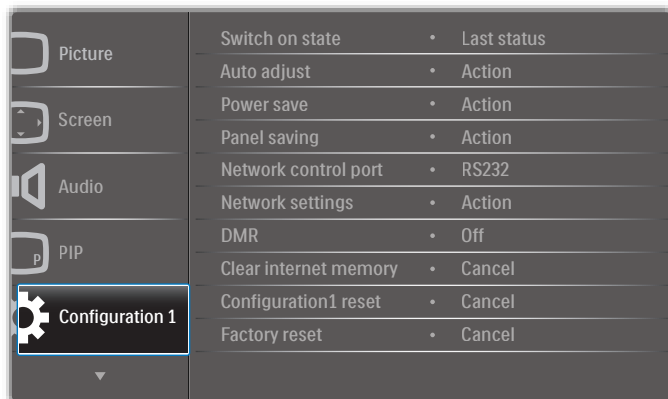 Picture
Screen
Audio
P
PIP
Configuration 1
Switch on state • Last status
Auto adjust • Action
Power save • Action
Panel saving • Action
Network control port • RS232
Network settings • Action
DMR • Off
Clear internet memory • Cancel
Configuration1 reset • Cancel
Factory reset • Cancel